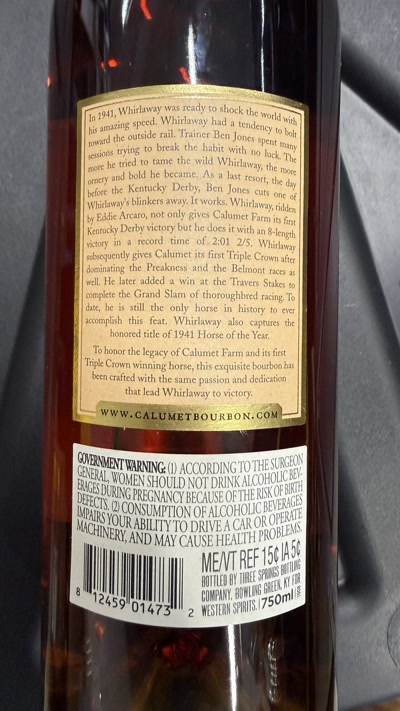 In 1941, Whirlaway was ready to shock the world with
his amazing speed. Whirlaway had a tendency to bolt
toward the outside rail. Trainer Ben Jones spent many
sessions trying to break the habit with no luck. The
more he tried to tame the wild Whirlaway, the more
ornery and bold he became. As a last resort, the day
before the Kentucky Derby, Ben Jones cuts one of
Whirlaway's blinkers away. It works. Whirlaway, ridden
by Eddie Arcaro, not only gives Calumet Farm its first
Kentucky Derby victory but he does it with an 8-length
victory in a record time of 2:01 2/5. Whirlaway
subsequently gives Calumet its first Triple Crown after
dominating the Preakness and the Belmont races as
well. He later added a win at the Travers Stakes to
complete the Grand Slam of thoroughbred racing. To
date, he is still the only horse in history to ever
accomplish this feat. Whirlaway also captures the
honored title of 1941 Horse of the Year.
To honor the legacy of Calumet Farm and its first
Triple Crown winning horse, this exquisite bourbon has
been crafted with the same passion and dedication
that lead Whirlaway to victory.
WWW.CALUMETBOURBON.COM
GOVERNMENT WARNING: (1) ACCORDING TO THE SURGEON
GENERAL, WOMEN SHOULD NOT DRINK ALCOHOLIC BEV-
ERAGES DURING PREGNANCY BECAUSE OF THE RISK OF BIRTH
DEFECTS. (2) CONSUMPTION OF ALCOHOLIC BEVERAGES
IMPAIRS YOUR ABILITY TO DRIVE A CAR OR OPERATE
MACHINERY, AND MAY CAUSE HEALTH PROBLEMS.
ME/VT REF 15¢ IA 5¢
BOTTLED BY THREE SPRINGS BOTTLING
COMPANY, BOWLING GREEN, KY FOR
WESTERN SPIRITS. 750ml
8 12459 01473 2